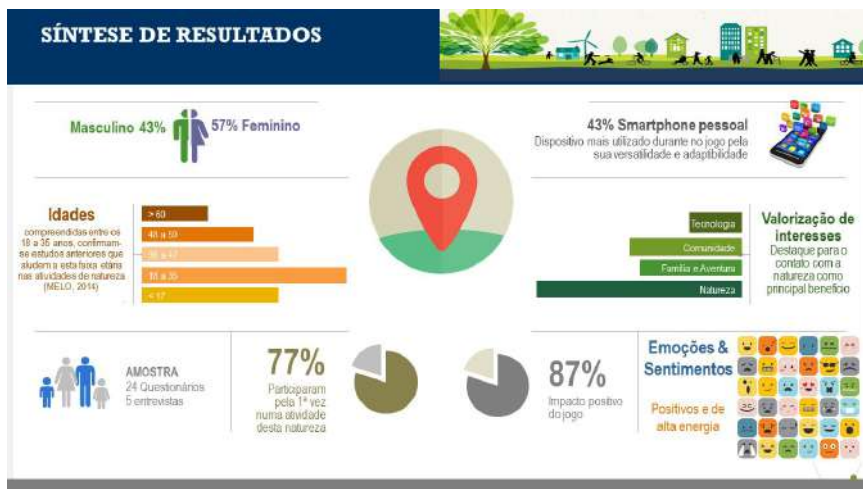 SÍNTESE DE RESULTADOS
Masculino 43%
57% Feminino
43% Smartphone pessoal
Dispositivo mais utilizado durante no jogo pela
sua versatilidade e adaptibilidade
Idades
compreendidas entre os
18 a 35 anos, confirmam-
se estudos anteriores que
aludem a esta faixa etária
nas atividades de natureza
(MELO, 2014)
> 60
48 a 59
36 a 47
18 a 35
< 17
Tecnologia
Comunidade
Família e Aventura
Natureza
Valorização de
interesses
Destaque para o
contato com a
natureza como
principal benefício
AMOSTRA
24 Questionários
5 entrevistas
77%
Participaram
pela 1ª vez
numa atividade
desta natureza
87%
Impacto positivo
do jogo
Emoções &
Sentimentos
Positivos e de
alta energia